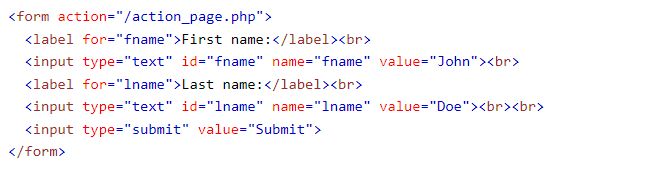 <form action="/action_page.php">
  <label for="fname">First name:</label><br>
  <input type="text" id="fname" name="fname" value="John"><br>
  <label for="lname">Last name:</label><br>
  <input type="text" id="lname" name="lname" value="Doe"><br><br>
  <input type="submit" value="Submit">
</form>